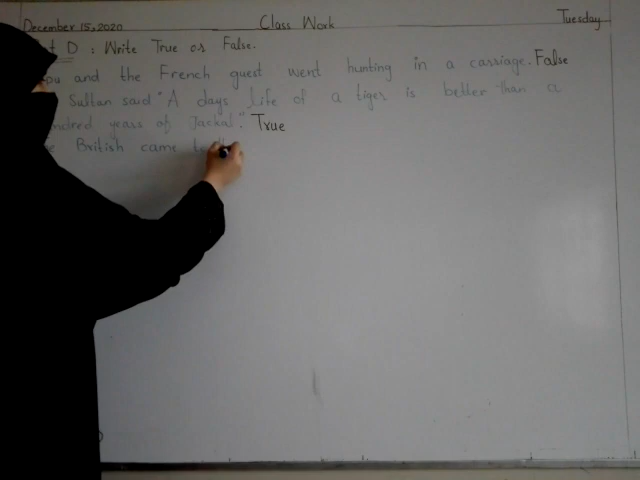 December 15, 2020 Class Work Tuesday
D : Write True or False.
and the French guest went hunting in a carriage. False
Sultan said "A days life of a tiger is better than a
years of Jackal". True
British came